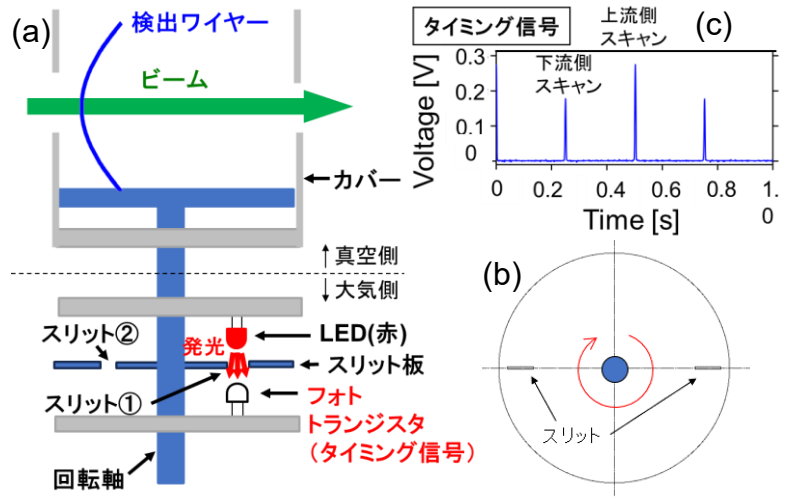 (a)
検出ワイヤー
ビーム
カバー
真空側
大気側
スリット②
発光
LED(赤)
スリット板
スリット①
フォト
トランジスタ
(タイミング信号)
回転軸
タイミング信号
上流側
スキャン
(c)
下流側
スキャン
Voltage [V]
0.3
0.2
0.1
0
0
0.2
0.4
0.6
0.8
1.
0
Time [s]
(b)
スリット